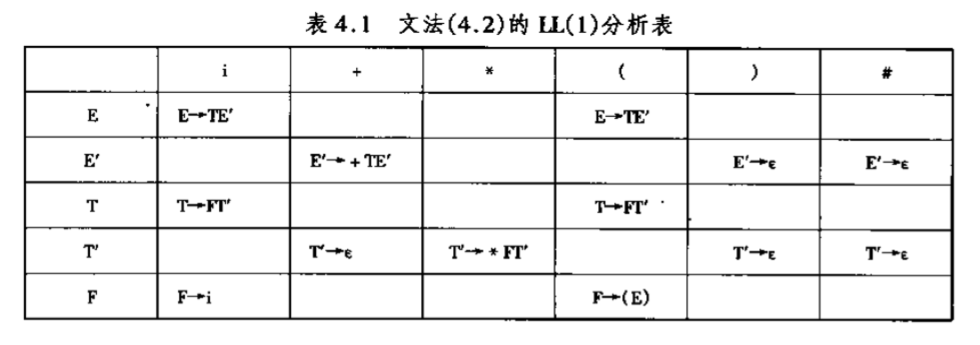 表 4.1 文法(4.2)的 LL(1)分析表
i + * ( ) #
E E→TE′ E→TE′
E′ E′→+TE′ E′→ε E′→ε
T T→FT′ T→FT′
T′ T′→ε T′→*FT′ T′→ε T′→ε
F F→i F→(E)